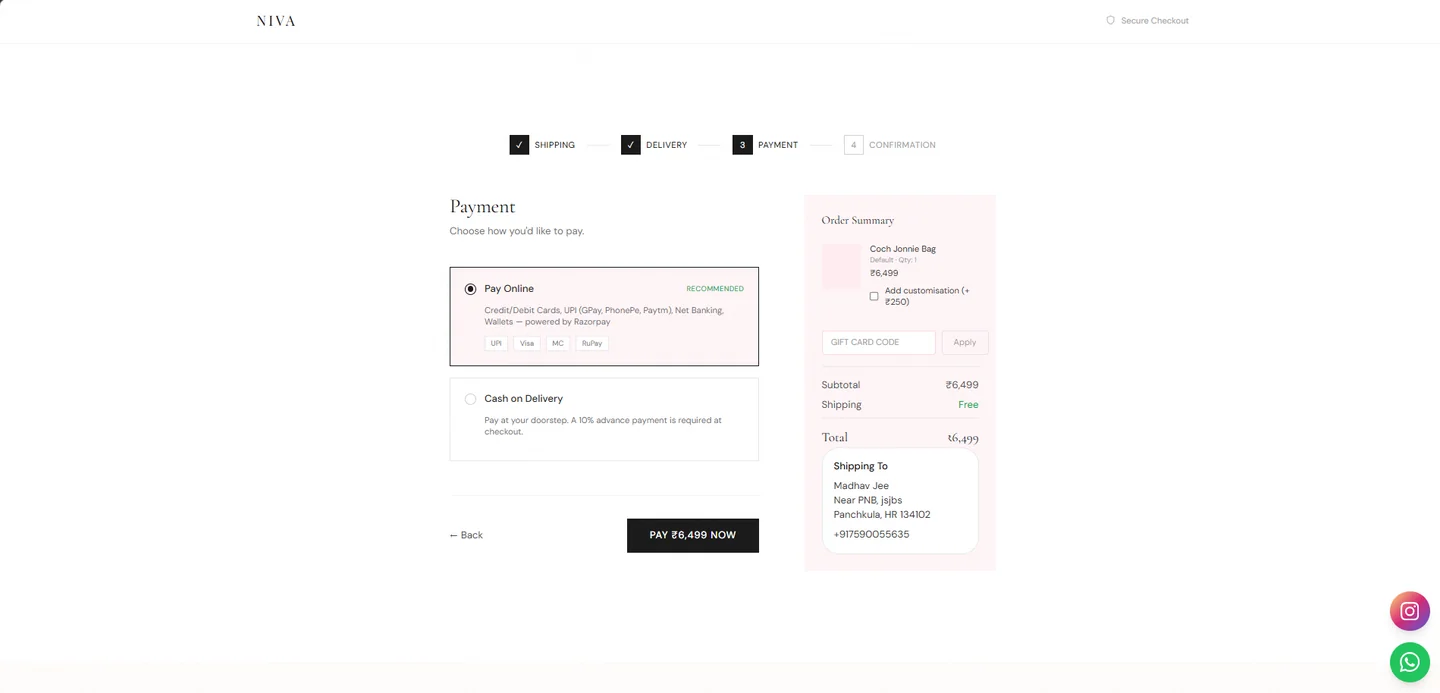 NIVA
Secure Checkout
✓ SHIPPING
✓ DELIVERY
3 PAYMENT
4 CONFIRMATION
Payment
Choose how you'd like to pay.
Pay Online
RECOMMENDED
Credit/Debit Cards, UPI (GPay, PhonePe, Paytm), Net Banking,
Wallets — powered by Razorpay
UPI
Visa
MC
RuPay
Cash on Delivery
Pay at your doorstep. A 10% advance payment is required at
checkout.
← Back
PAY ₹6,499 NOW
Order Summary
Coch Jonnie Bag
Default · Qty: 1
₹6,499
Add customisation (+
₹250)
GIFT CARD CODE
Apply
Subtotal ₹6,499
Shipping Free
Total ₹6,499
Shipping To
Madhav Jee
Near PNB, jsjbs
Panchkula, HR 134102
+917590055635